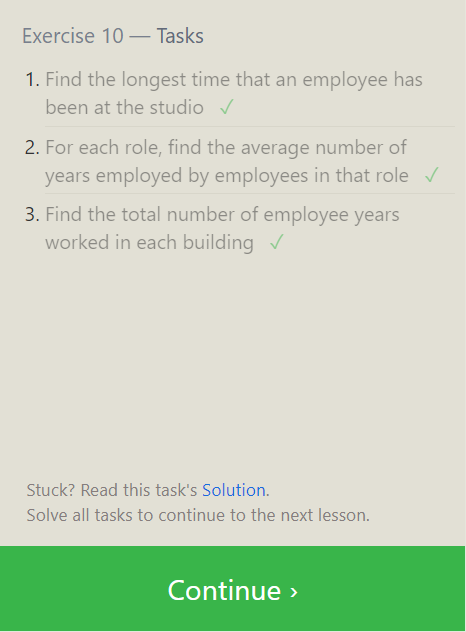 Exercise 10 — Tasks
1. Find the longest time that an employee has
been at the studio ✓
2. For each role, find the average number of
years employed by employees in that role ✓
3. Find the total number of employee years
worked in each building ✓
Stuck? Read this task's Solution.
Solve all tasks to continue to the next lesson.
Continue ›